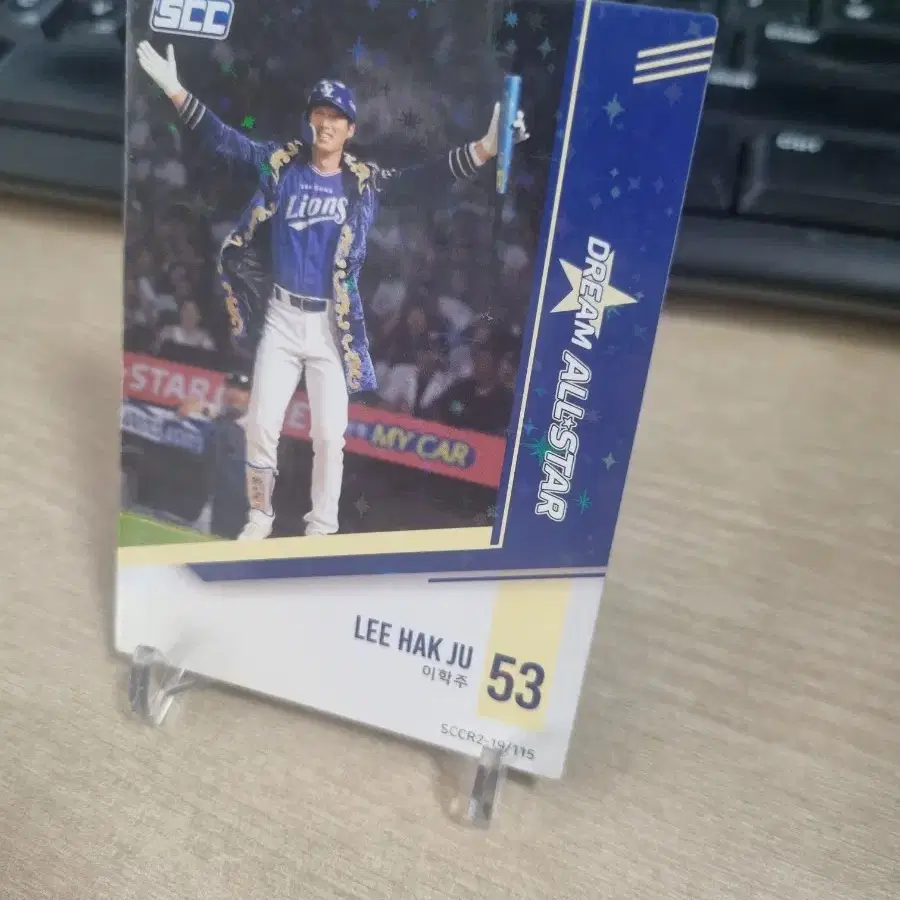 SCC
Lions
STAR
MY CAR
DREAM ALL★STAR
LEE HAK JU
이학주
53
SCCR2-19/115